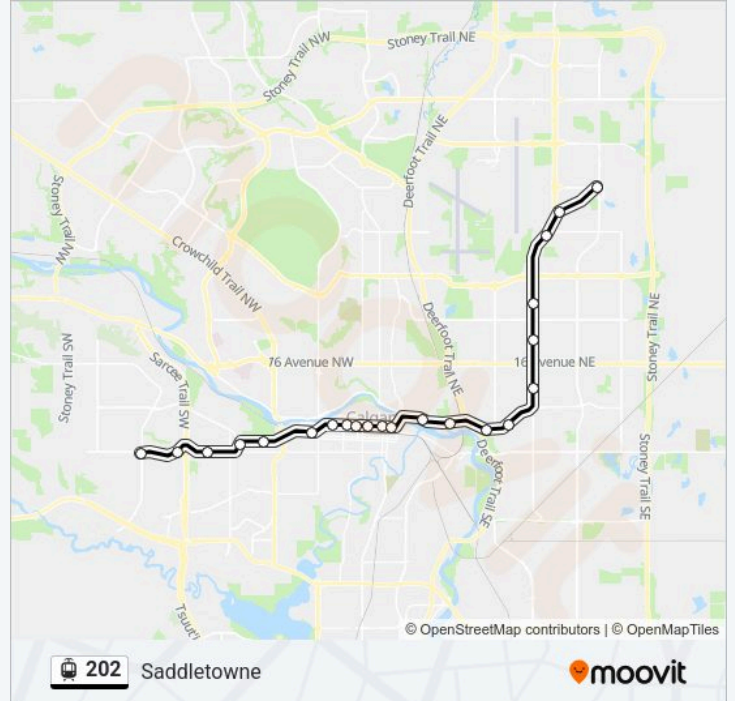 Stoney Trail NW
Stoney Trail NE
Deerfoot Trail NE
Stoney Trail NW
Crowchild Trail NW
Deerfoot Trail NE
Stoney Trail NE
Stoney Trail SW
Sarcee Trail SW
16 Avenue NW
16 Avenue NE
Calgary
Deerfoot Trail SE
Stoney Trail SE
Tsuut'i
© OpenStreetMap contributors | © OpenMapTiles
202 Saddletowne
moovit